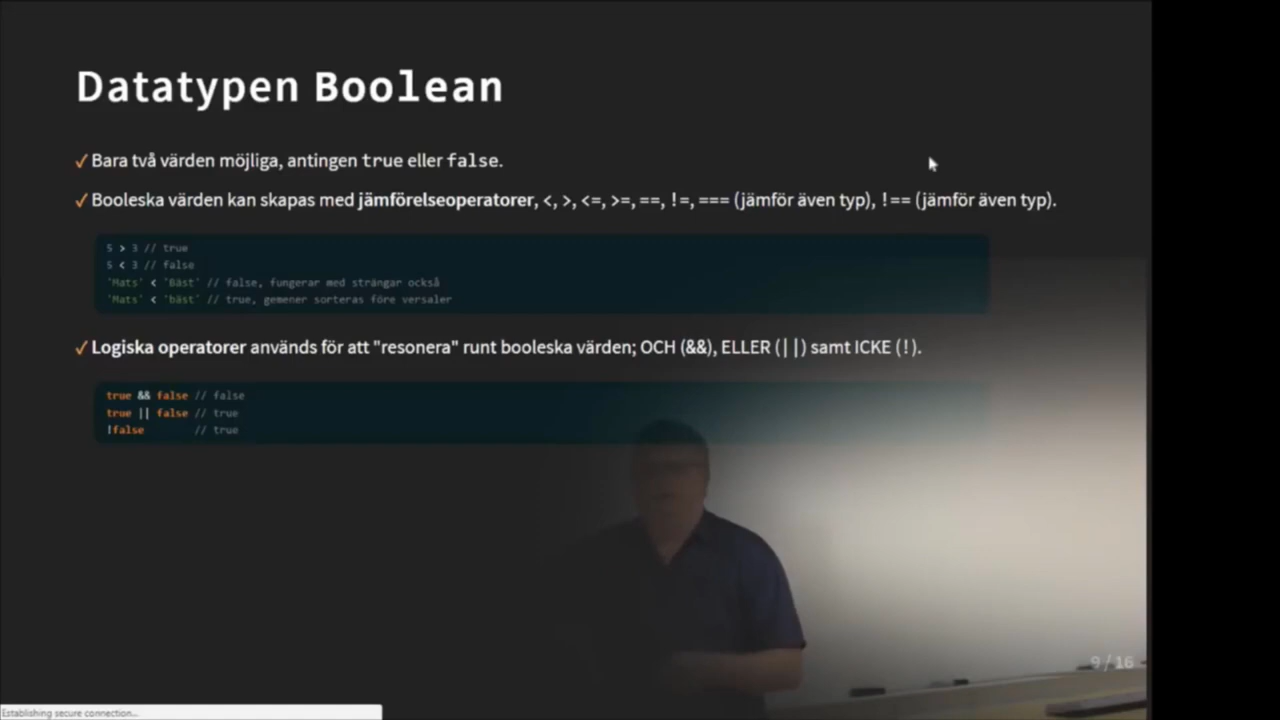 Datatypen Boolean
✓ Bara två värden möjliga, antingen true eller false.
✓ Booleska värden kan skapas med jämförelseoperatorer, <, >, <=, >=, ==, !=, === (jämför även typ), !== (jämför även typ).
5 > 3 // true
5 < 3 // false
'Mats' < 'Bäst' // false, fungerar med strängar också
'Mats' < 'bäst' // true, gemener sorteras före versaler
✓ Logiska operatorer används för att "resonera" runt booleska värden; OCH (&&), ELLER (||) samt ICKE (!).
true && false // false
true || false // true
!false // true
9 / 16
Establishing secure connection...